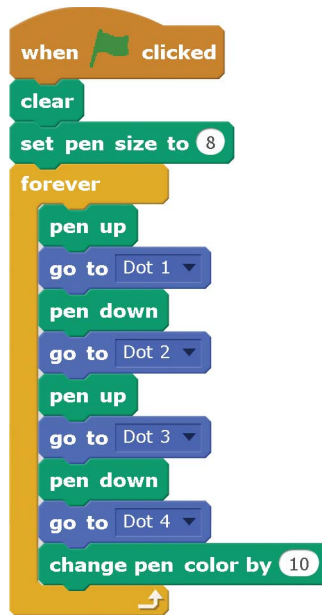 when clicked
clear
set pen size to 8
forever
pen up
go to Dot 1
pen down
go to Dot 2
pen up
go to Dot 3
pen down
go to Dot 4
change pen color by 10